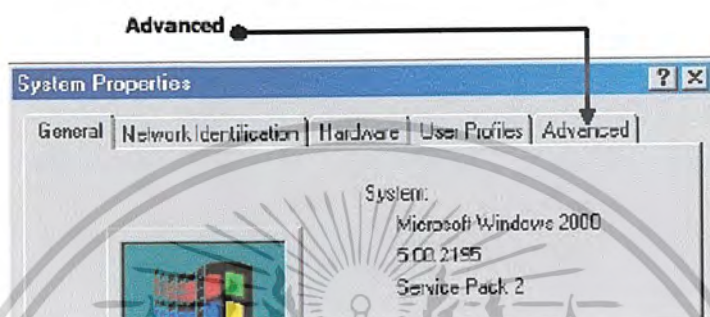 Advanced
System Properties
General Network Identification Hardware User Profiles Advanced
System:
Microsoft Windows 2000
5.00.2195
Service Pack 2